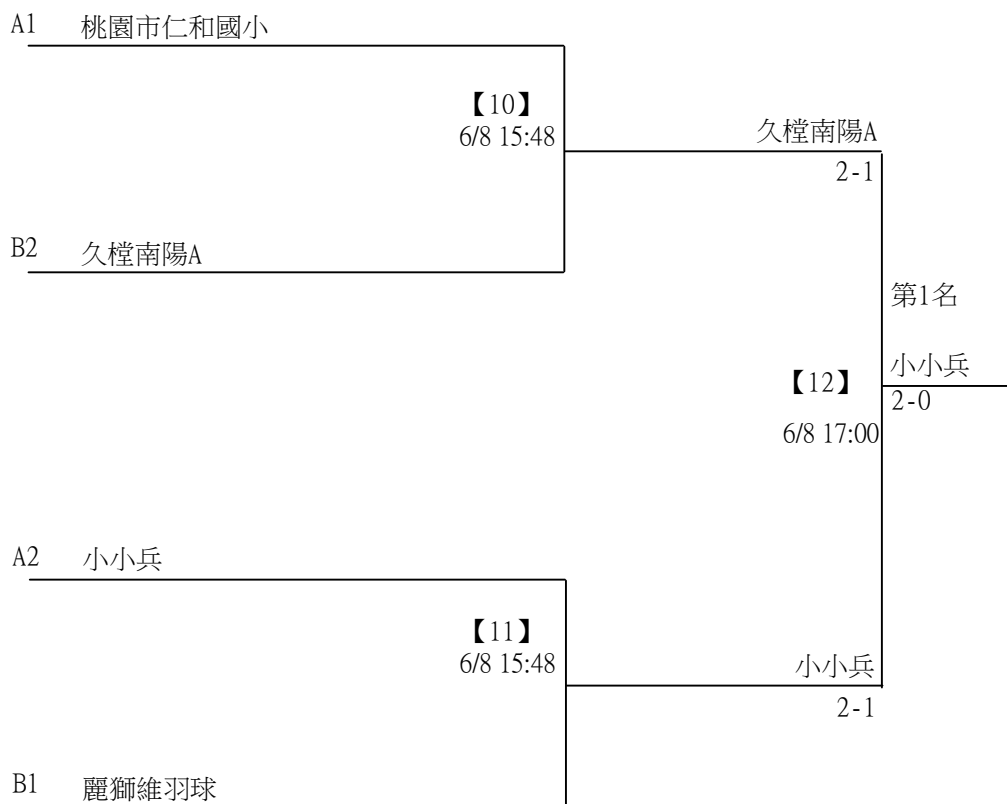 A1 桃園市仁和國小
【10】
6/8 15:48
久樘南陽A
2-1
B2 久樘南陽A
第1名
小小兵
【12】
2-0
6/8 17:00
A2 小小兵
【11】
6/8 15:48
小小兵
2-1
B1 麗獅維羽球